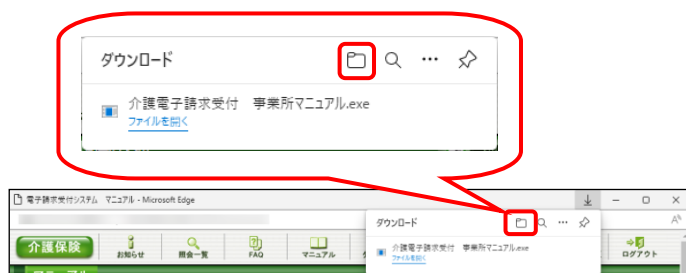 ダウンロード
介護電子請求受付　事業所マニュアル.exe
ファイルを開く
電子請求受付システム　マニュアル - Microsoft Edge
ダウンロード
介護保険
お知らせ
照会一覧
FAQ
マニュアル
介護電子請求受付　事業所マニュアル.exe
ファイルを開く
ログアウト